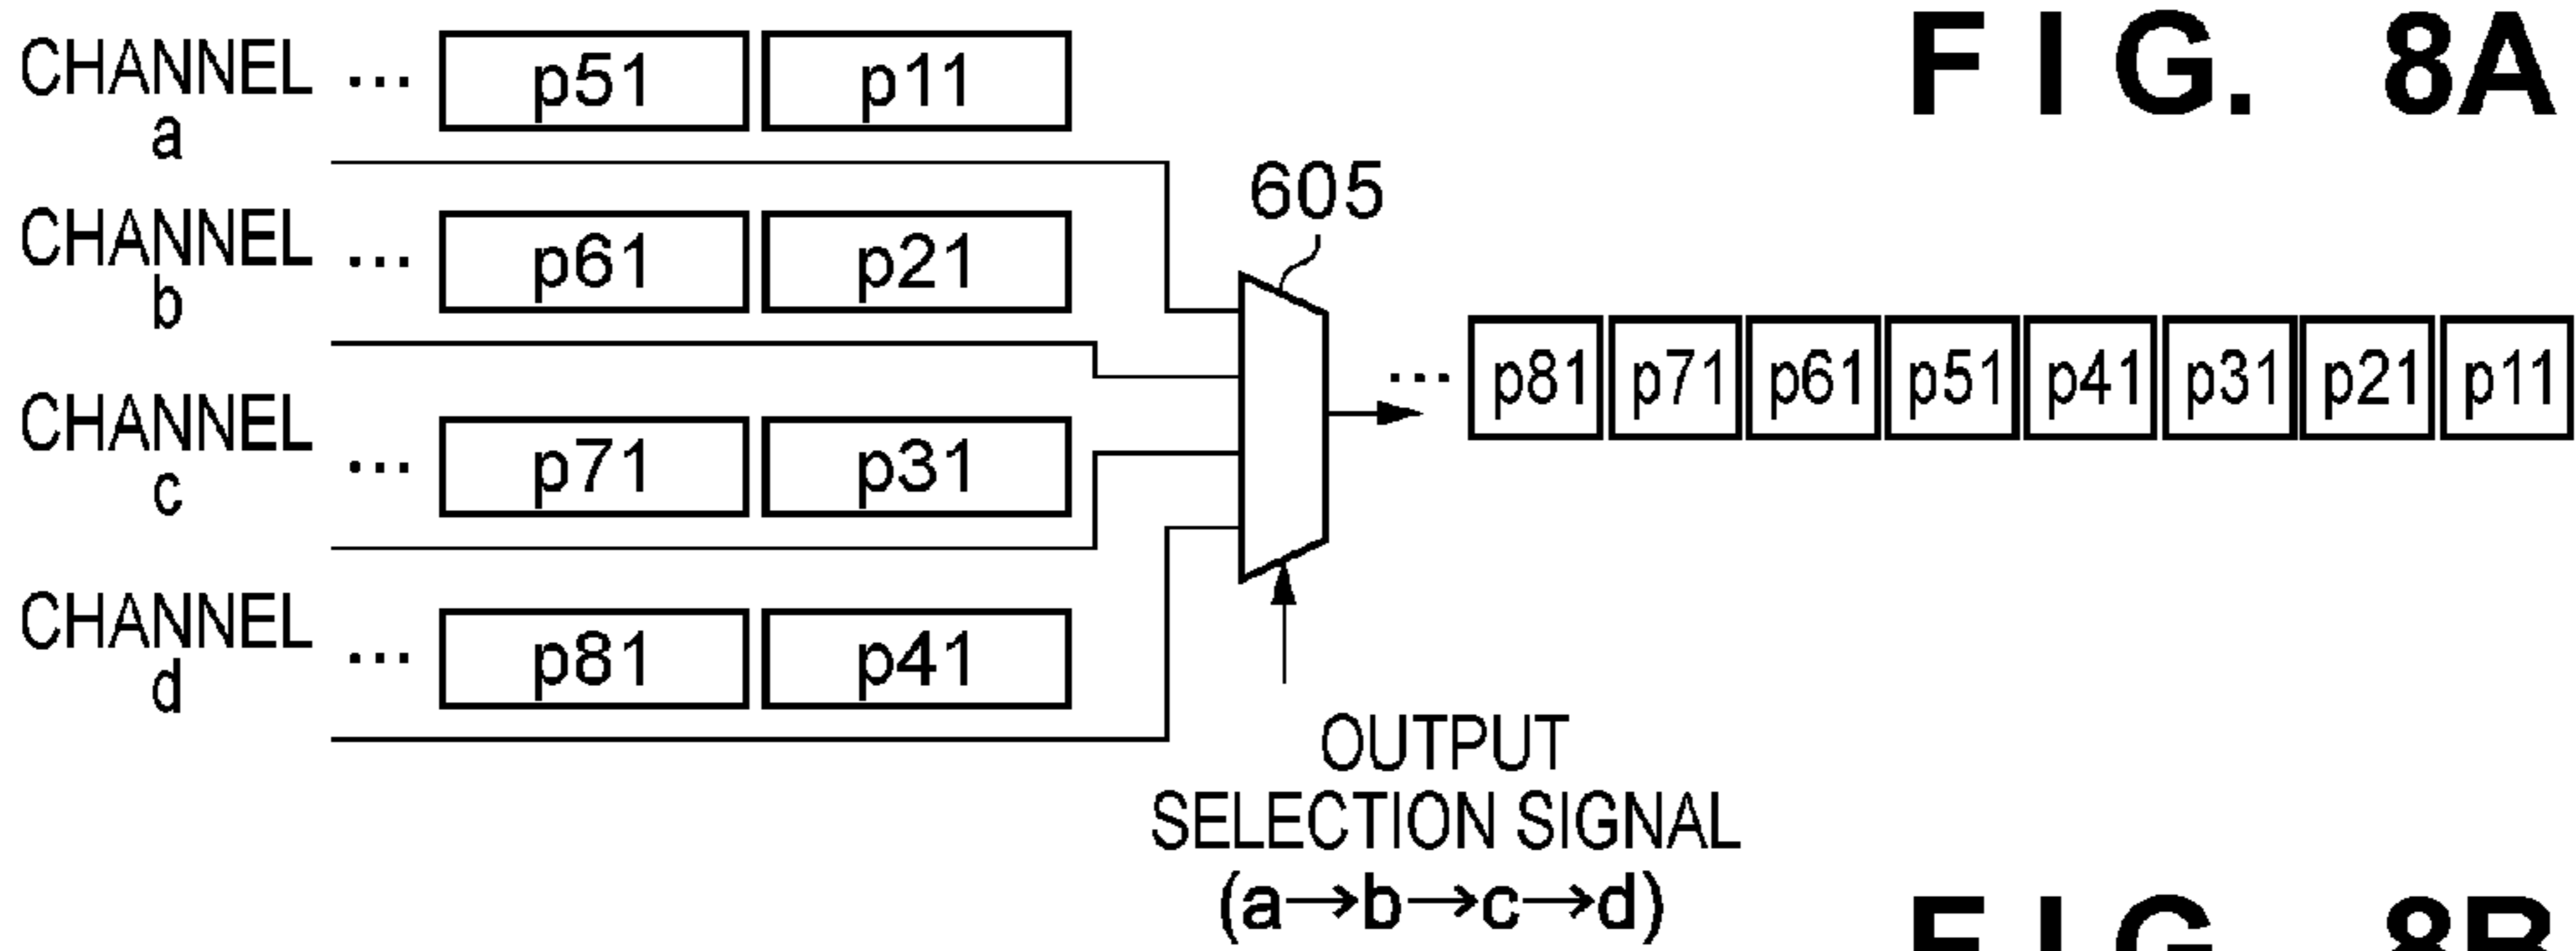 FIG. 8A
CHANNEL a ... p51 p11
CHANNEL b ... p61 p21
CHANNEL c ... p71 p31
CHANNEL d ... p81 p41
605
... p81 p71 p61 p51 p41 p31 p21 p11
OUTPUT
SELECTION SIGNAL
(a→b→c→d)